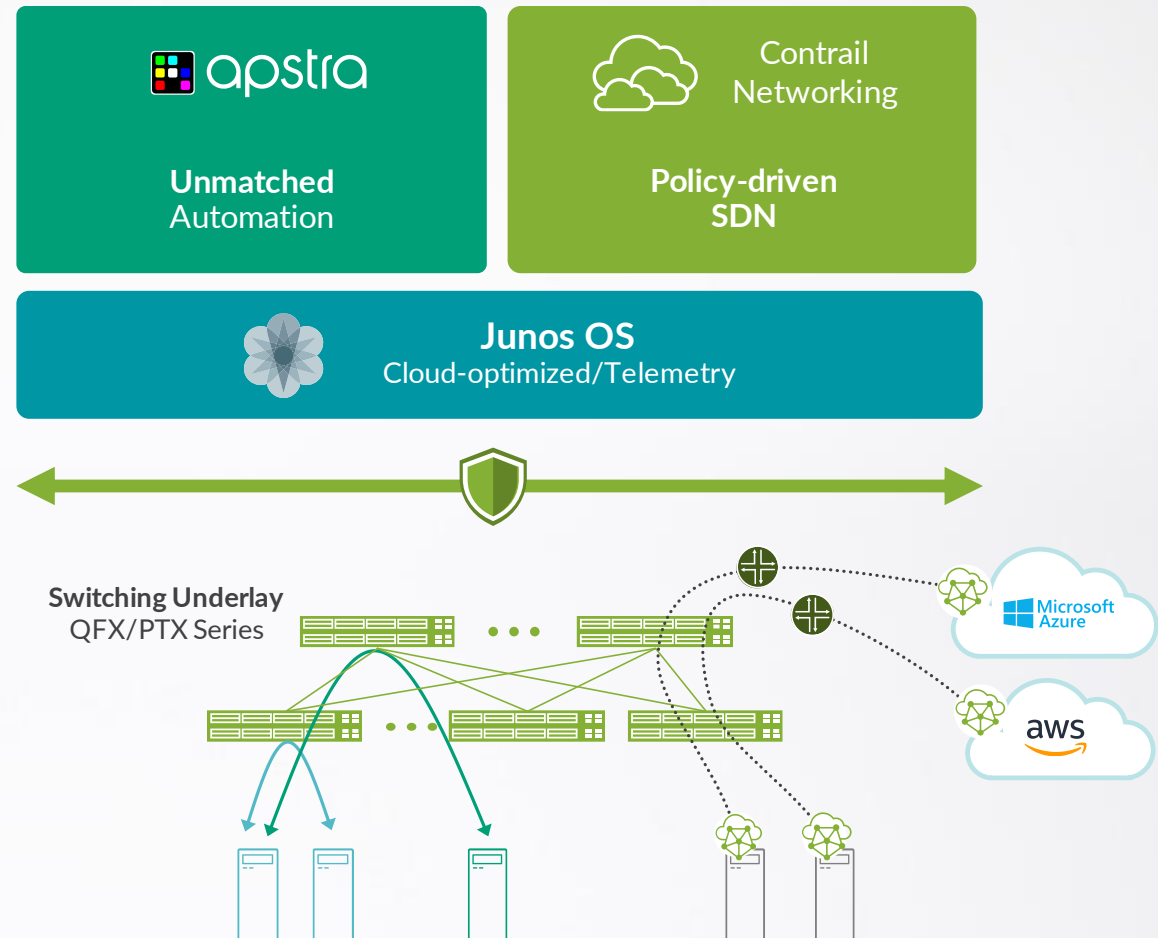 apstra
Unmatched
Automation
Contrail
Networking
Policy-driven
SDN
Junos OS
Cloud-optimized/Telemetry
Switching Underlay
QFX/PTX Series
Microsoft
Azure
aws